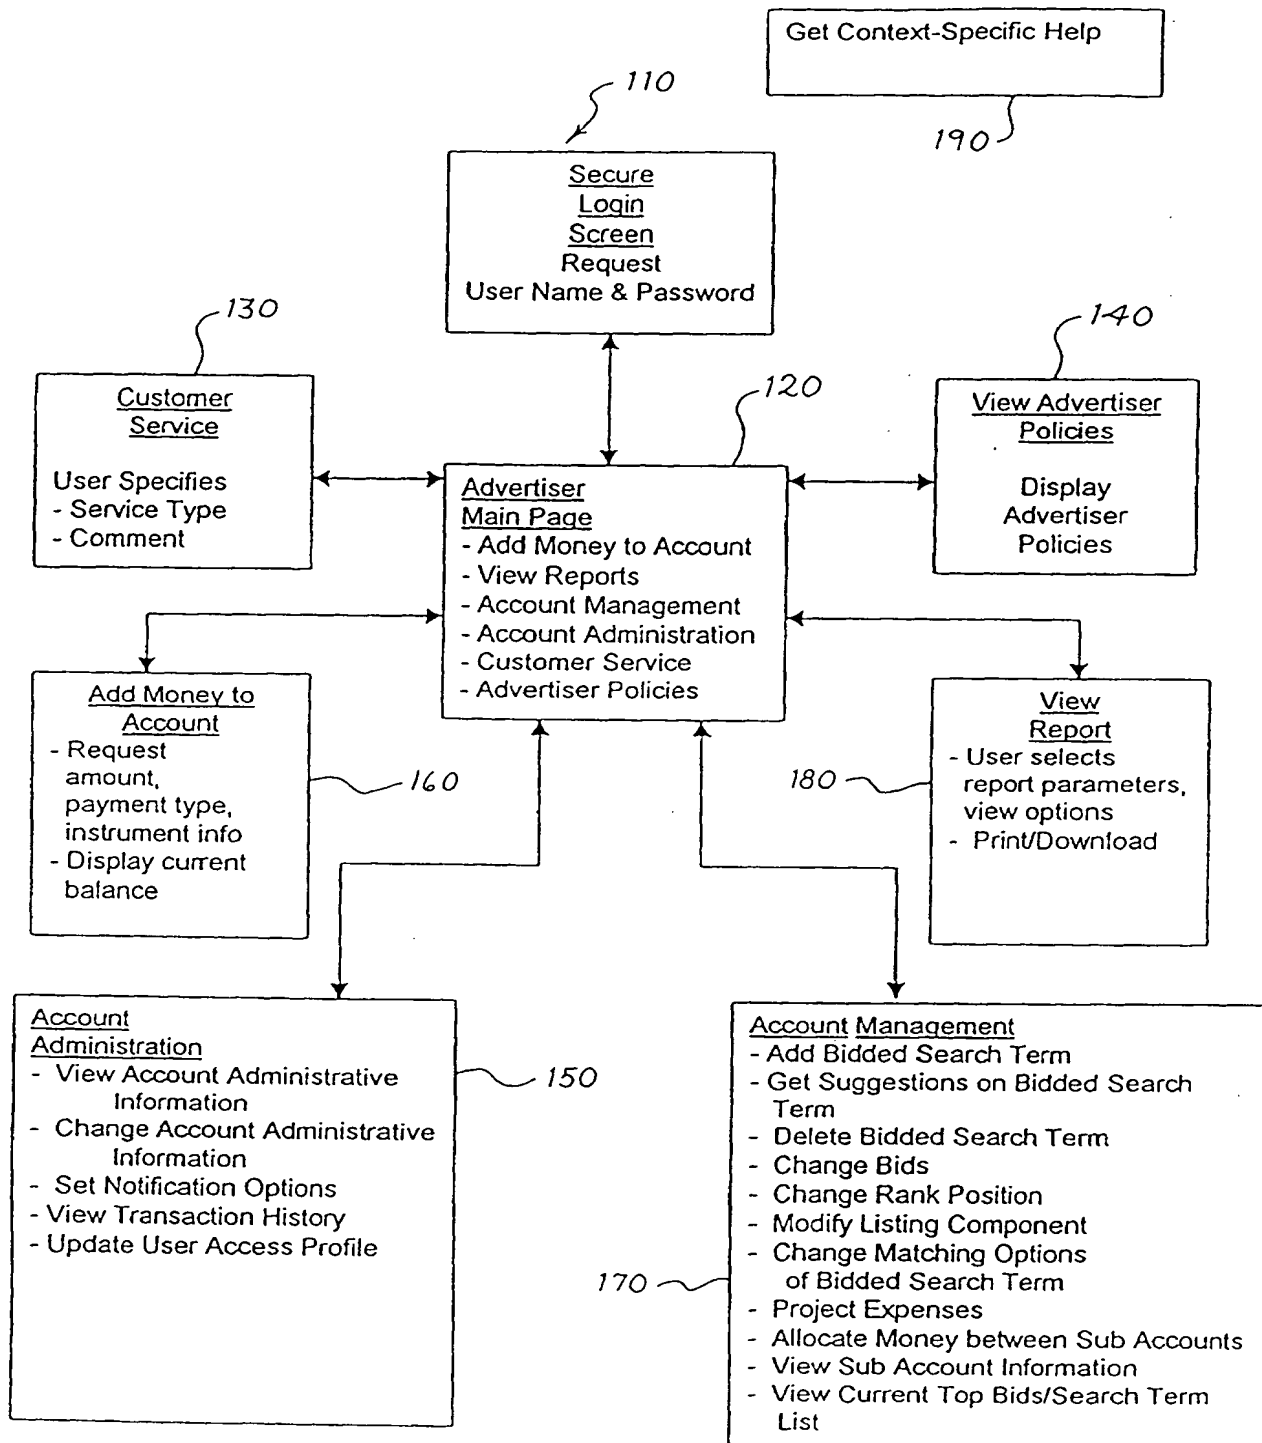 Get Context-Specific Help
190
110
Secure
Login
Screen
Request
User Name & Password
130
Customer
Service
User Specifies
- Service Type
- Comment
120
Advertiser
Main Page
- Add Money to Account
- View Reports
- Account Management
- Account Administration
- Customer Service
- Advertiser Policies
140
View Advertiser
Policies
Display
Advertiser
Policies
Add Money to
Account
- Request
amount,
payment type,
instrument info
- Display current
balance
160
180
View
Report
- User selects
report parameters,
view options
- Print/Download
Account
Administration
- View Account Administrative
Information
- Change Account Administrative
Information
- Set Notification Options
- View Transaction History
- Update User Access Profile
150
170
Account Management
- Add Bidded Search Term
- Get Suggestions on Bidded Search
Term
- Delete Bidded Search Term
- Change Bids
- Change Rank Position
- Modify Listing Component
- Change Matching Options
of Bidded Search Term
- Project Expenses
- Allocate Money between Sub Accounts
- View Sub Account Information
- View Current Top Bids/Search Term
List